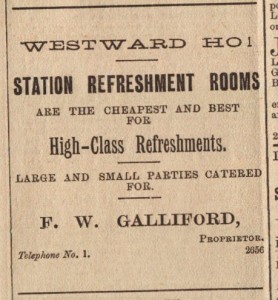 WESTWARD HO!
STATION REFRESHMENT ROOMS
ARE THE CHEAPEST AND BEST
FOR
High-Class Refreshments.
LARGE AND SMALL PARTIES CATERED
FOR.
F. W. GALLIFORD,
PROPRIETOR.
Telephone No. 1. 2656